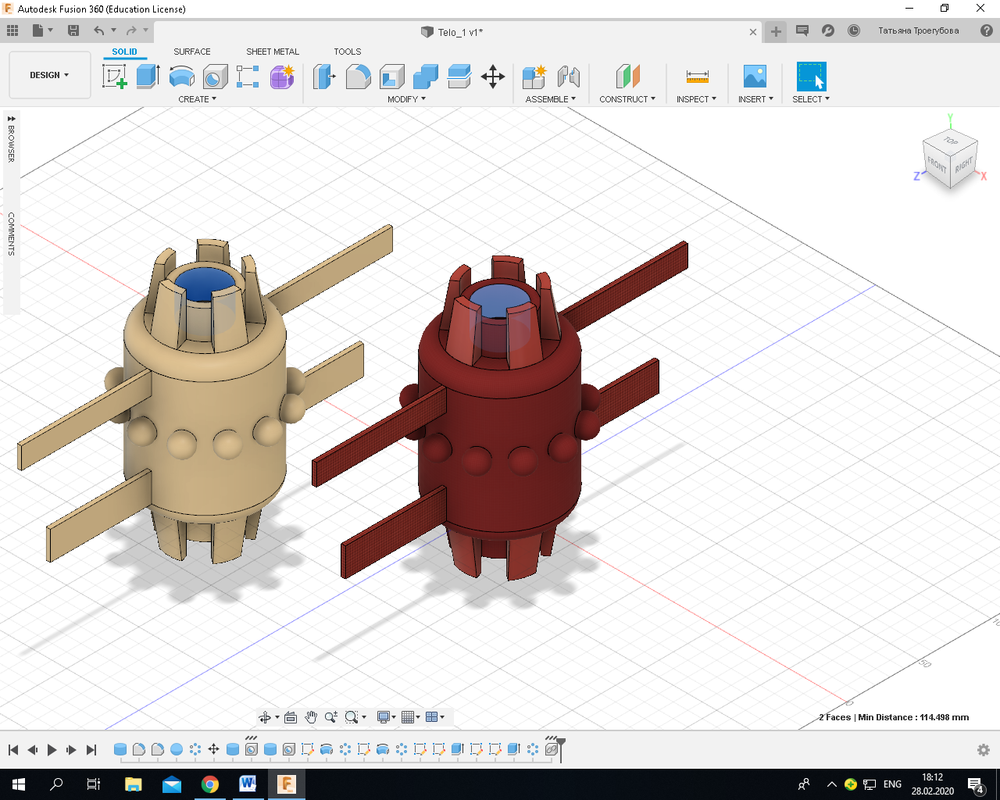 Autodesk Fusion 360 (Education License)
Telo_1 v1*
Татьяна Троегубова
SOLID
SURFACE
SHEET METAL
TOOLS
DESIGN
CREATE
MODIFY
ASSEMBLE
CONSTRUCT
INSPECT
INSERT
SELECT
BROWSER
COMMENTS
Y
TOP
FRONT
RIGHT
Z
X
50
2 Faces | Min Distance : 114.498 mm
ENG
18:12
28.02.2020
4